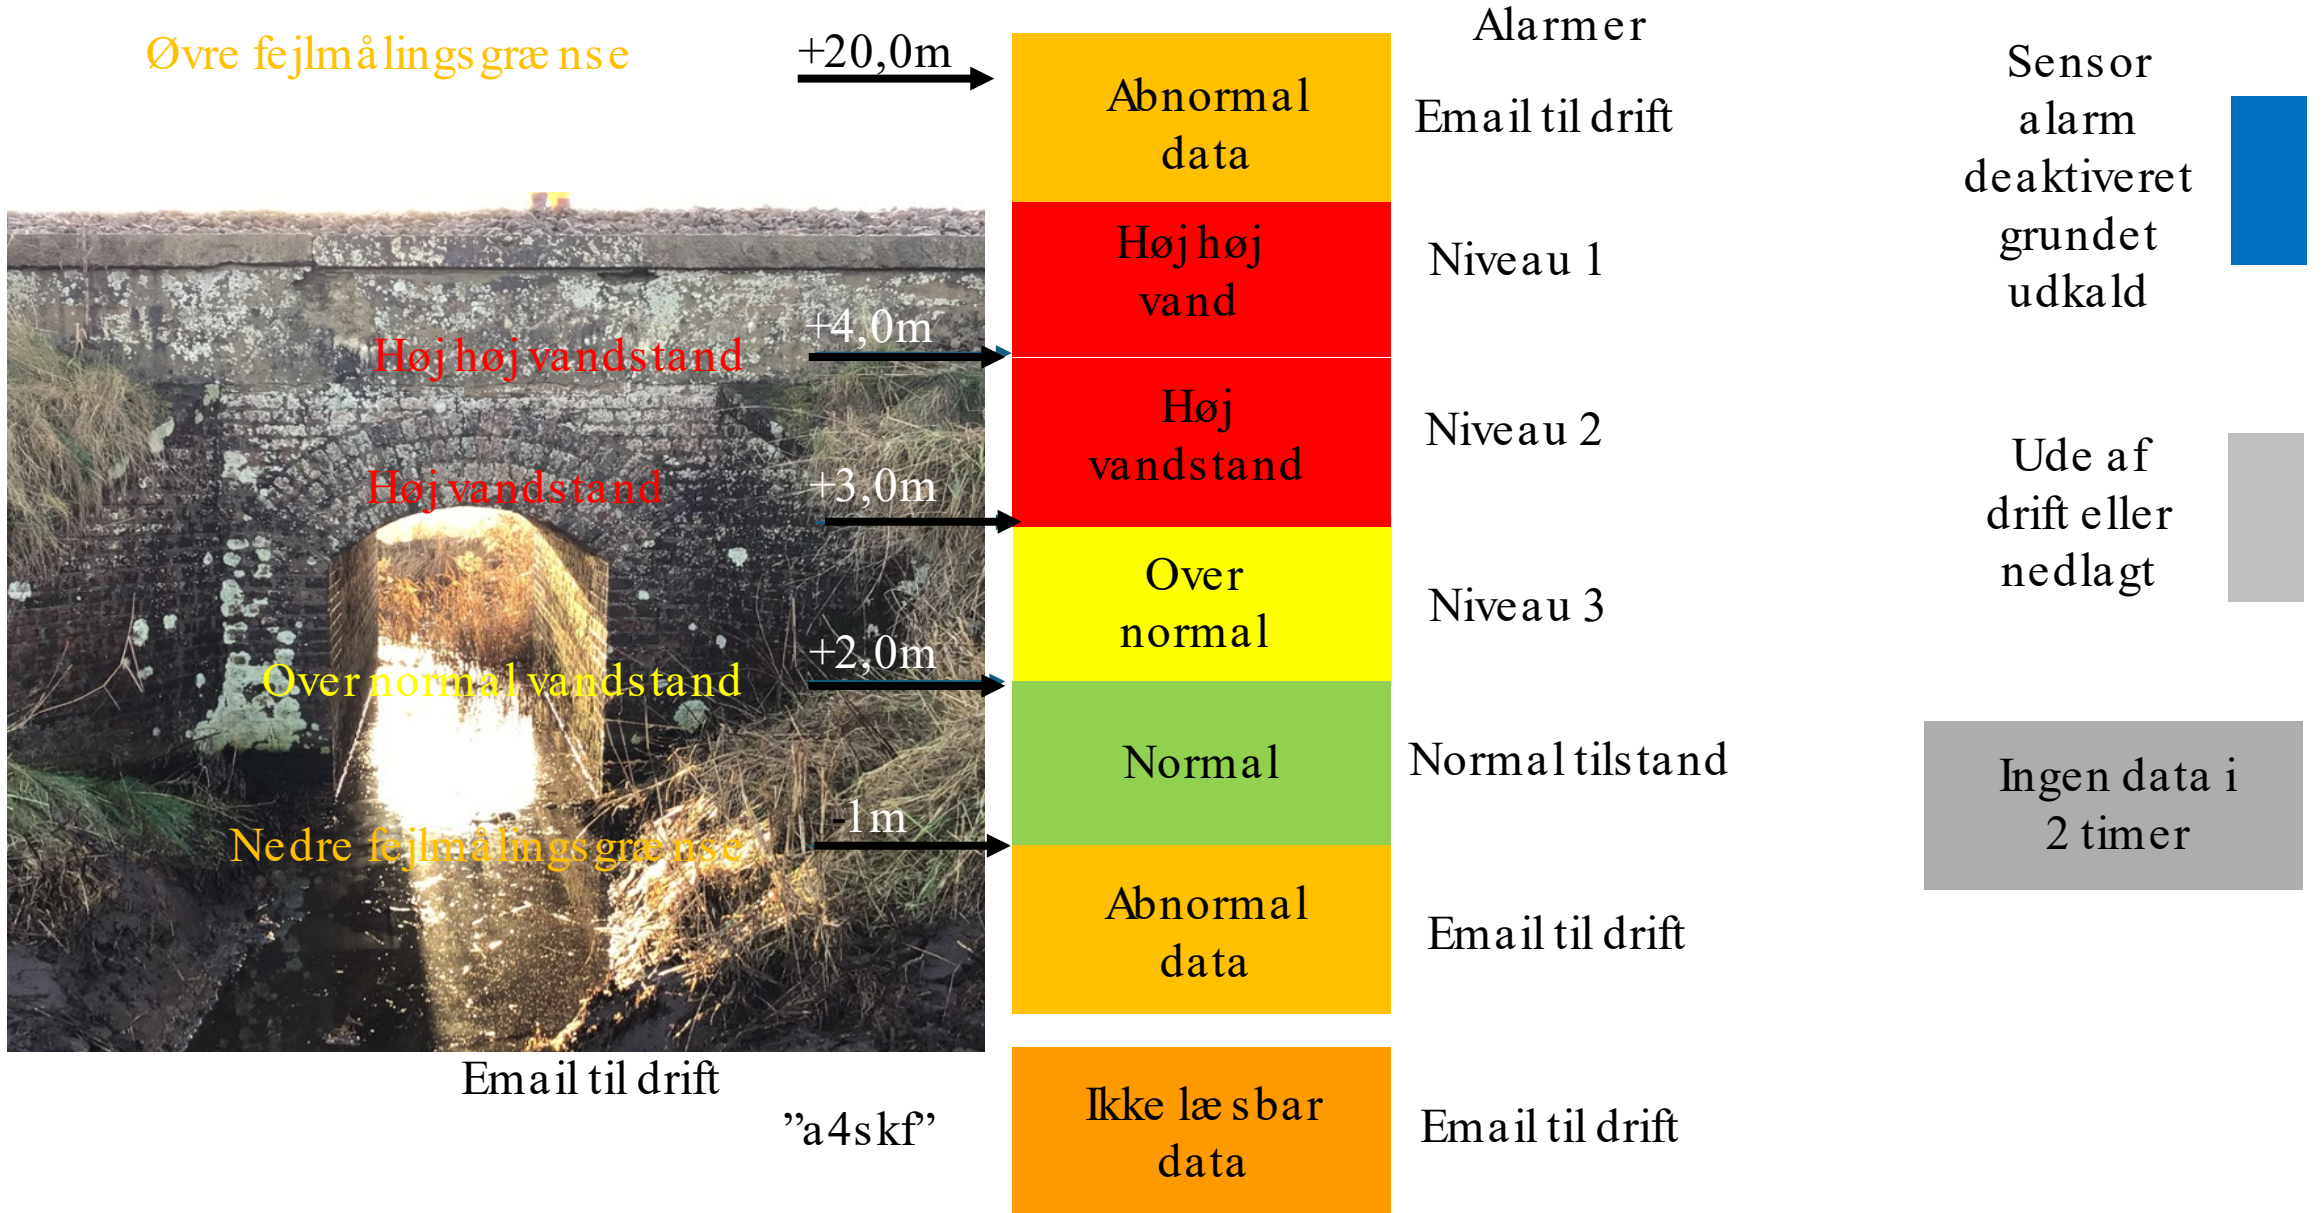 Alarmer
Øvre fejlmålingsgrænse
+20,0m
Abnormal
data
Email til drift
Høj høj
vand
Niveau 1
+4,0m
Høj høj vandstand
Høj
vandstand
Niveau 2
Høj vandstand
+3,0m
Over
normal
Niveau 3
+2,0m
Over normal vandstand
Normal
Normal tilstand
-1m
Nedre fejlmålingsgrænse
Abnormal
data
Email til drift
Email til drift
"a4skf"
Ikke læsbar
data
Email til drift
Sensor
alarm
deaktiveret
grundet
udkald
Ude af
drift eller
nedlagt
Ingen data i
2 timer